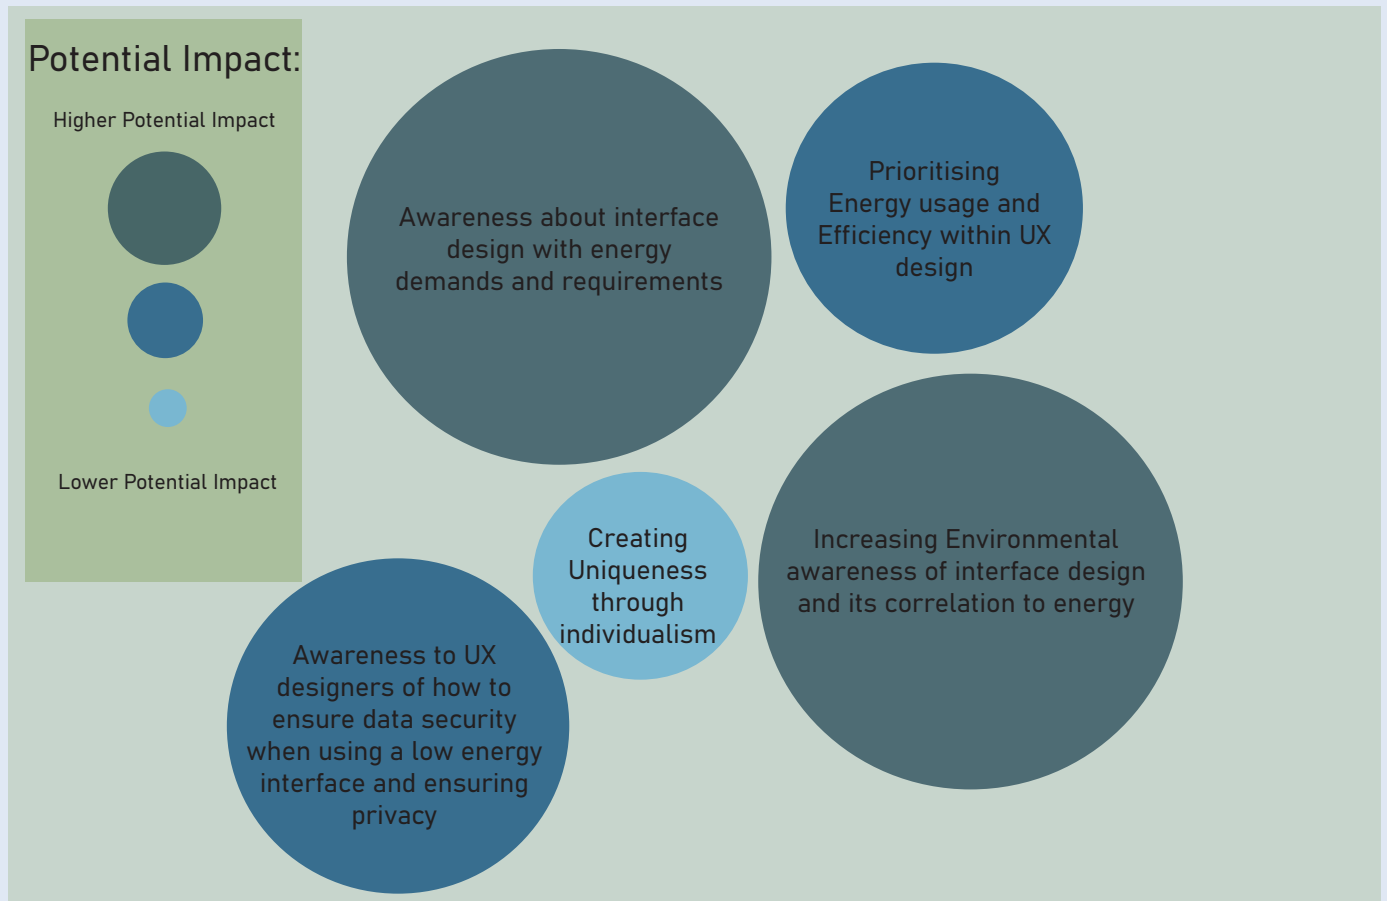 Potential Impact:
Higher Potential Impact
Lower Potential Impact
Awareness about interface
design with energy
demands and requirements
Prioritising
Energy usage and
Efficiency within UX
design
Creating
Uniqueness
through
individualism
Increasing Environmental
awareness of interface design
and its correlation to energy
Awareness to UX
designers of how to
ensure data security
when using a low energy
interface and ensuring
privacy